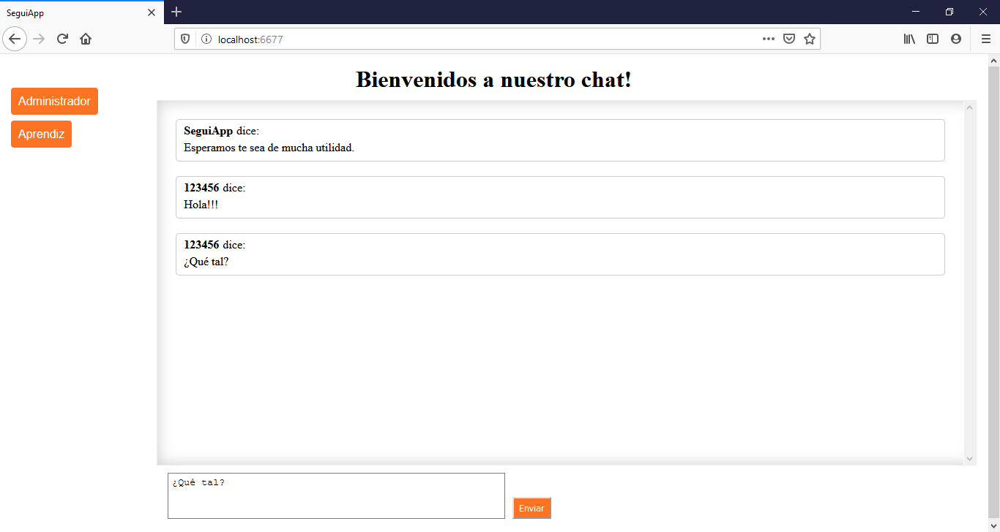 SeguiApp
localhost:6677
Bienvenidos a nuestro chat!
Administrador
Aprendiz
SeguiApp dice:
Esperamos te sea de mucha utilidad.
123456 dice:
Hola!!!
123456 dice:
¿Qué tal?
¿Qué tal?
Enviar